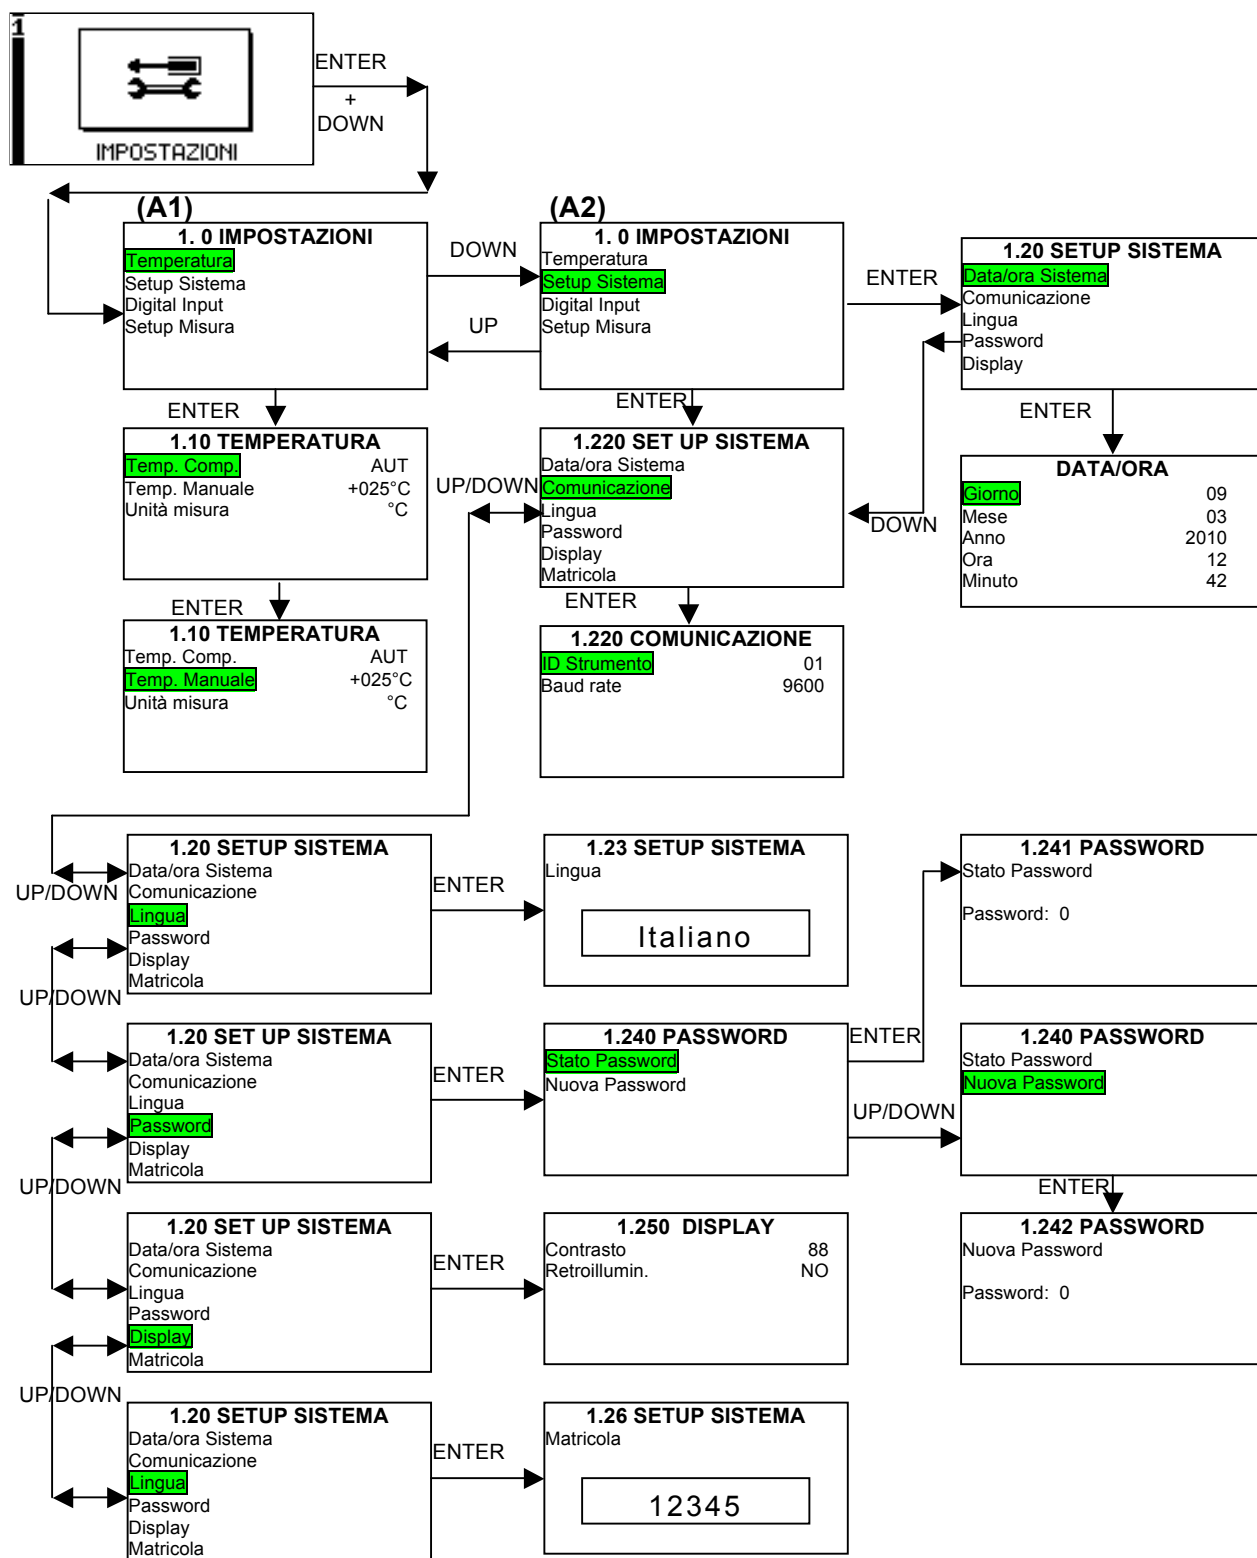 1
ENTER
+
DOWN
IMPOSTAZIONI
(A1)
1. 0 IMPOSTAZIONI
Temperatura
Setup Sistema
Digital Input
Setup Misura
DOWN
UP
(A2)
1. 0 IMPOSTAZIONI
Temperatura
Setup Sistema
Digital Input
Setup Misura
ENTER
1.20 SETUP SISTEMA
Data/ora Sistema
Comunicazione
Lingua
Password
Display
ENTER
1.10 TEMPERATURA
Temp. Comp. AUT
Temp. Manuale +025°C
Unità misura °C
UP/DOWN
ENTER
1.220 SET UP SISTEMA
Data/ora Sistema
Comunicazione
Lingua
Password
Display
Matricola
DOWN
ENTER
DATA/ORA
Giorno 09
Mese 03
Anno 2010
Ora 12
Minuto 42
ENTER
1.10 TEMPERATURA
Temp. Comp. AUT
Temp. Manuale +025°C
Unità misura °C
ENTER
1.220 COMUNICAZIONE
ID Strumento 01
Baud rate 9600
UP/DOWN
1.20 SETUP SISTEMA
Data/ora Sistema
Comunicazione
Lingua
Password
Display
Matricola
ENTER
1.23 SETUP SISTEMA
Lingua
Italiano
1.241 PASSWORD
Stato Password
Password: 0
UP/DOWN
1.20 SET UP SISTEMA
Data/ora Sistema
Comunicazione
Lingua
Password
Display
Matricola
ENTER
1.240 PASSWORD
Stato Password
Nuova Password
ENTER
UP/DOWN
1.240 PASSWORD
Stato Password
Nuova Password
ENTER
UP/DOWN
1.20 SET UP SISTEMA
Data/ora Sistema
Comunicazione
Lingua
Password
Display
Matricola
ENTER
1.250 DISPLAY
Contrasto 88
Retroillumin. NO
1.242 PASSWORD
Nuova Password
Password: 0
UP/DOWN
1.20 SETUP SISTEMA
Data/ora Sistema
Comunicazione
Lingua
Password
Display
Matricola
ENTER
1.26 SETUP SISTEMA
Matricola
12345